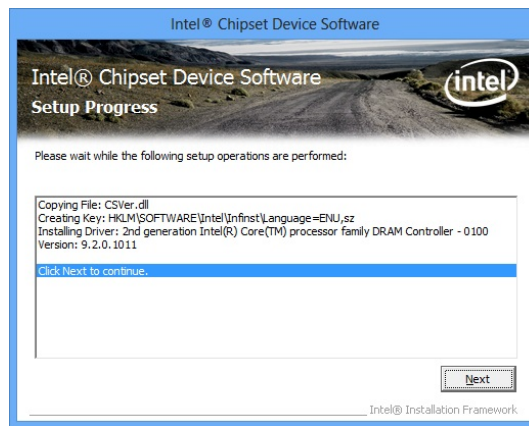 Intel® Chipset Device Software
Intel® Chipset Device Software
intel
Setup Progress
Please wait while the following setup operations are performed:
Copying File: CSVer.dll
Creating Key: HKLM\SOFTWARE\Intel\Infinst\Language=ENU,sz
Installing Driver: 2nd generation Intel(R) Core(TM) processor family DRAM Controller - 0100
Version: 9.2.0.1011
Click Next to continue.
Next
Intel® Installation Framework